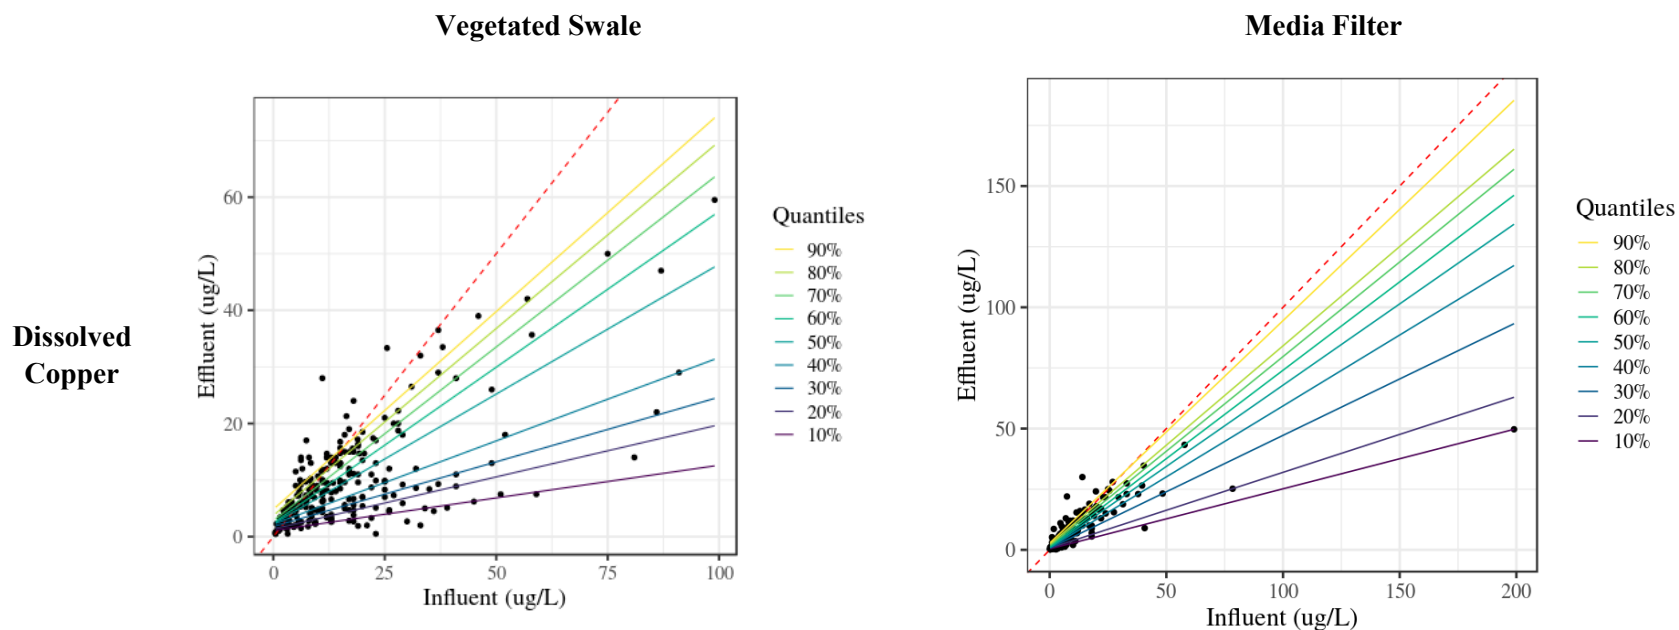 Vegetated Swale
Media Filter
Dissolved
Copper
Effluent (ug/L)
60
40
20
0
0 25 50 75 100
Influent (ug/L)
Quantiles
90%
80%
70%
60%
50%
40%
30%
20%
10%
Effluent (ug/L)
150
100
50
0
0 50 100 150 200
Influent (ug/L)
Quantiles
90%
80%
70%
60%
50%
40%
30%
20%
10%